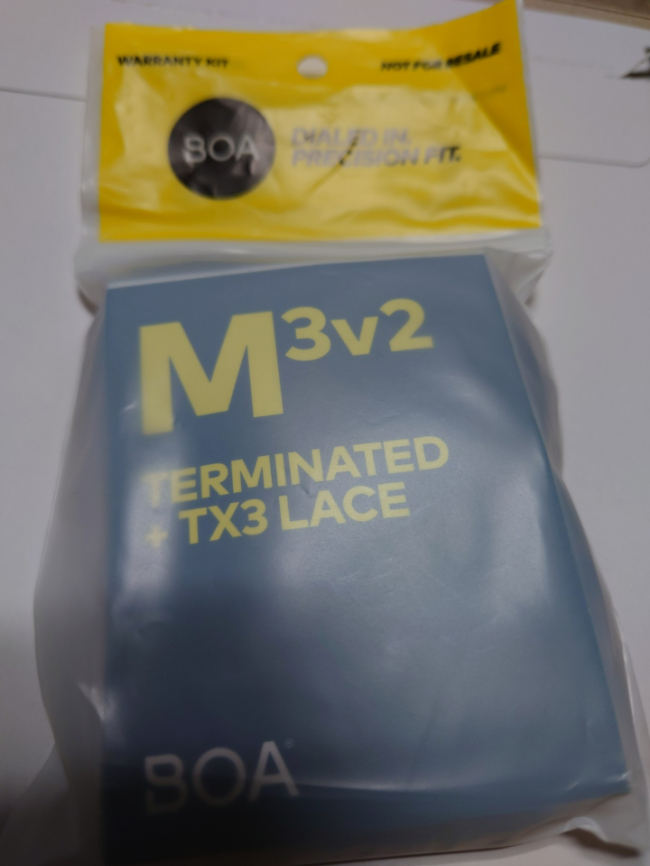 WARRANTY KIT
NOT FOR RESALE
BOA
DIALED IN.
PRECISION FIT.
M3v2
TERMINATED
+ TX3 LACE
BOA